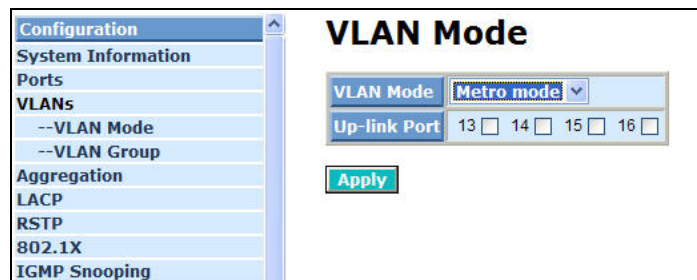 Configuration
System Information
Ports
VLANs
--VLAN Mode
--VLAN Group
Aggregation
LACP
RSTP
802.1X
IGMP Snooping
VLAN Mode
VLAN Mode Metro mode
Up-link Port 13 14 15 16
Apply